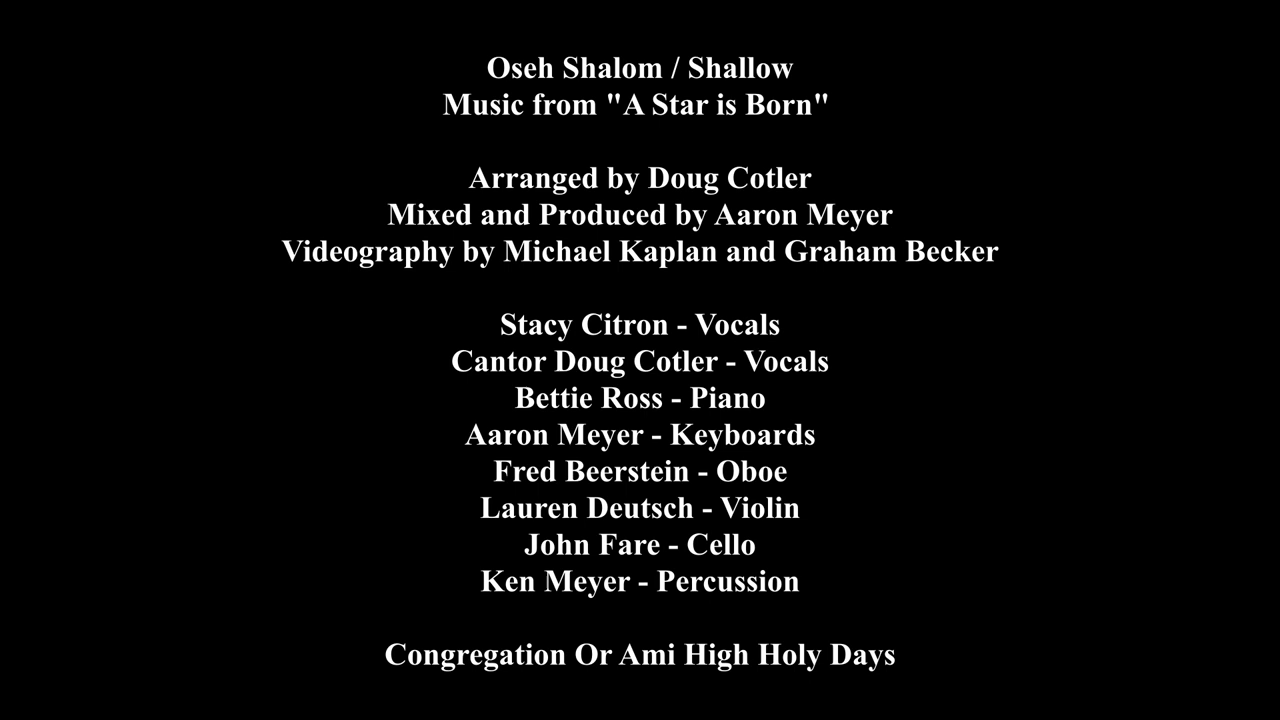 Oseh Shalom / Shallow
Music from "A Star is Born"
Arranged by Doug Cotler
Mixed and Produced by Aaron Meyer
Videography by Michael Kaplan and Graham Becker
Stacy Citron - Vocals
Cantor Doug Cotler - Vocals
Bettie Ross - Piano
Aaron Meyer - Keyboards
Fred Beerstein - Oboe
Lauren Deutsch - Violin
John Fare - Cello
Ken Meyer - Percussion
Congregation Or Ami High Holy Days